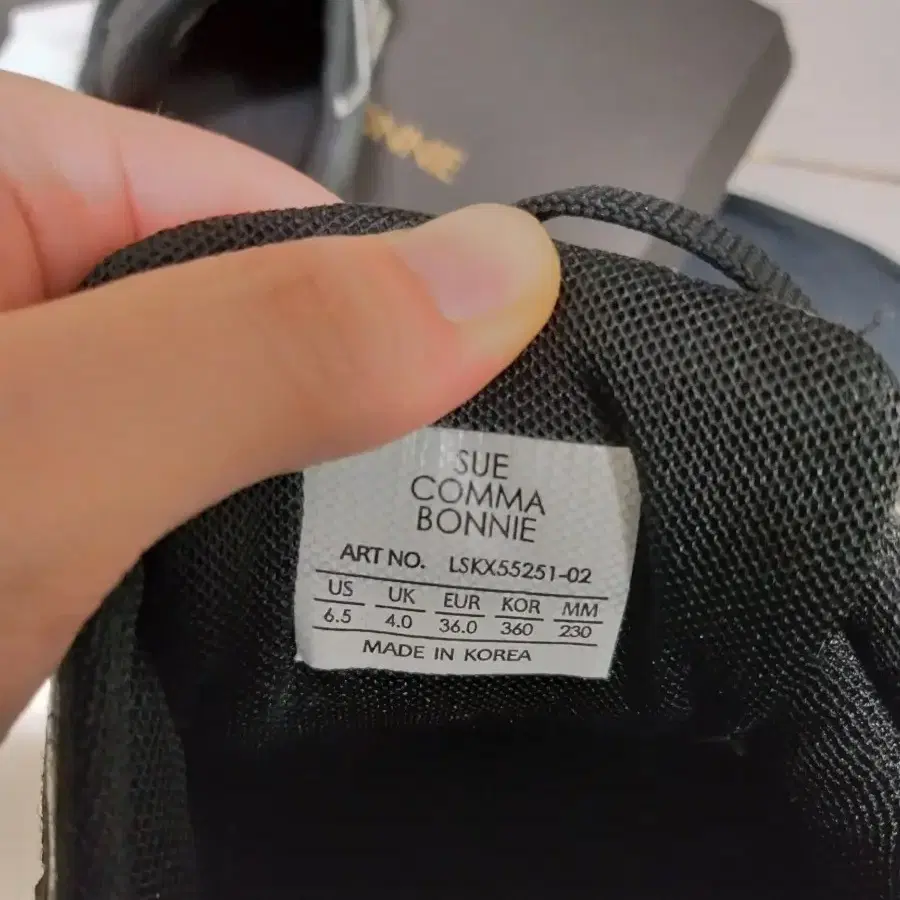 SUE
COMMA
BONNIE
ART NO. LSKX55251-02
US UK EUR KOR MM
6.5 4.0 36.0 360 230
MADE IN KOREA